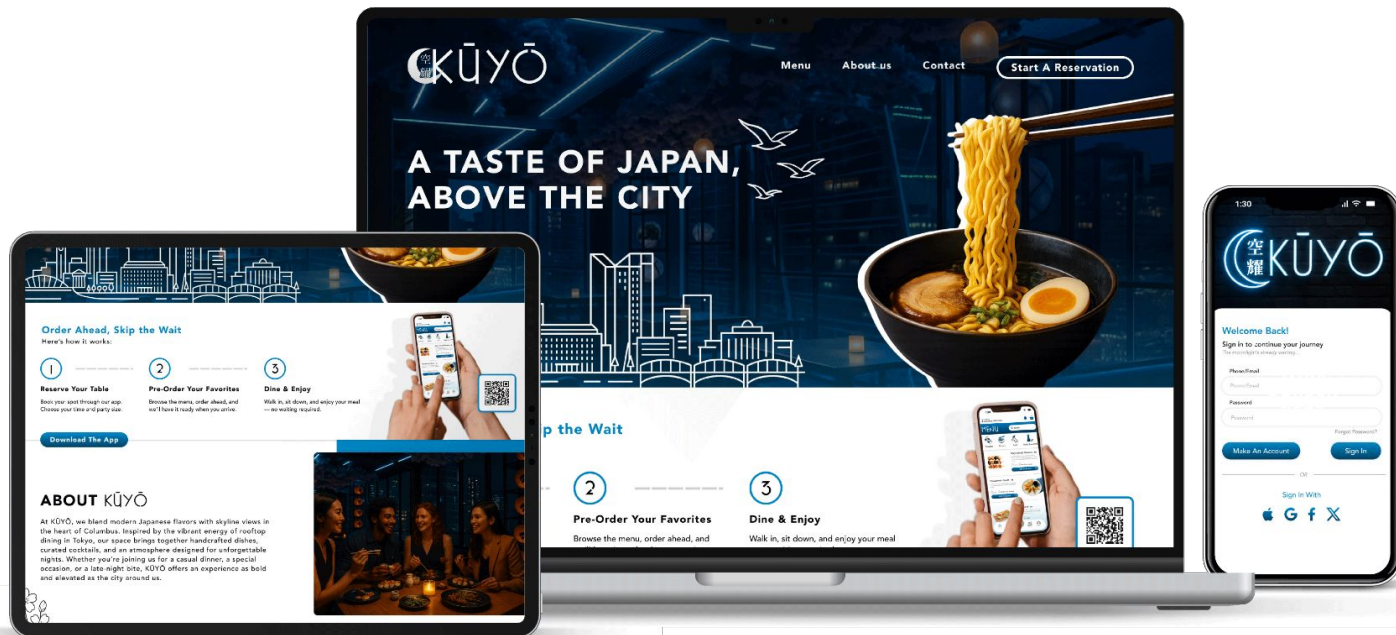 空
耀
KŪYŌ
Menu
About us
Contact
Start A Reservation
A TASTE OF JAPAN,
ABOVE THE CITY
p the Wait
2
3
Pre-Order Your Favorites
Dine & Enjoy
Browse the menu, order ahead, and
Walk in, sit down, and enjoy your meal
MENU
Order Ahead, Skip the Wait
Here's how it works:
1
2
3
Reserve Your Table
Pre-Order Your Favorites
Dine & Enjoy
Book your spot through our app.
Choose your time and party size.
Browse the menu, order ahead, and
we'll have it ready when you arrive.
Walk in, sit down, and enjoy your meal
— no waiting required.
Download The App
ABOUT KŪYŌ
At KŪYŌ, we blend modern Japanese flavors with skyline views in
the heart of Columbus. Inspired by the vibrant energy of rooftop
dining in Tokyo, our space brings together handcrafted dishes,
curated cocktails, and an atmosphere designed for unforgettable
nights. Whether you're joining us for a casual dinner, a special
occasion, or a late-night bite, KŪYŌ offers an experience as bold
and elevated as the city around us.
1:30
空
耀
KŪYŌ
Welcome Back!
Sign in to continue your journey
The moonlight's already waiting...
Phone/Email
Phone/Email
Password
Password
Forgot Password?
Make An Account
Sign In
OR
Sign in With